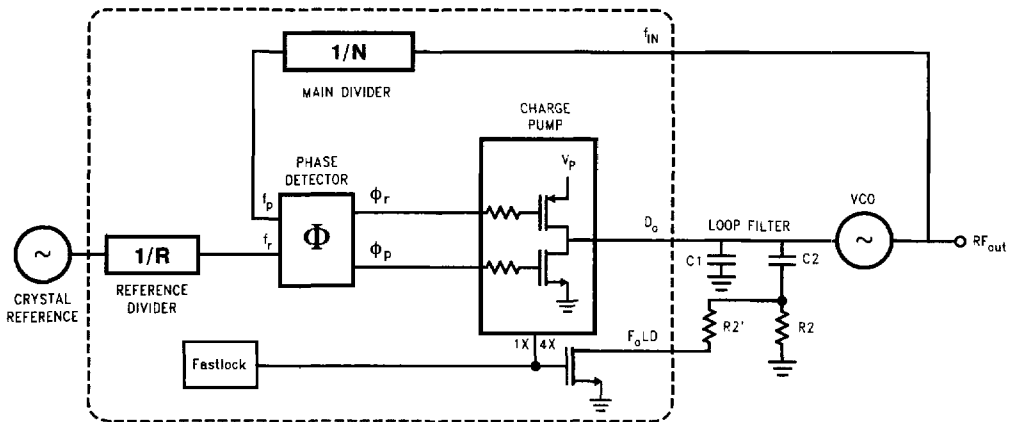 1/N
MAIN DIVIDER
f_IN
CHARGE
PUMP
V_P
PHASE
DETECTOR
f_p
f_r
Φ
ϕ_r
ϕ_p
D_o
LOOP FILTER
VCO
RF_out
C1
C2
~
CRYSTAL
REFERENCE
1/R
REFERENCE
DIVIDER
~
R2'
R2
1X
4X
F_oLD
Fastlock